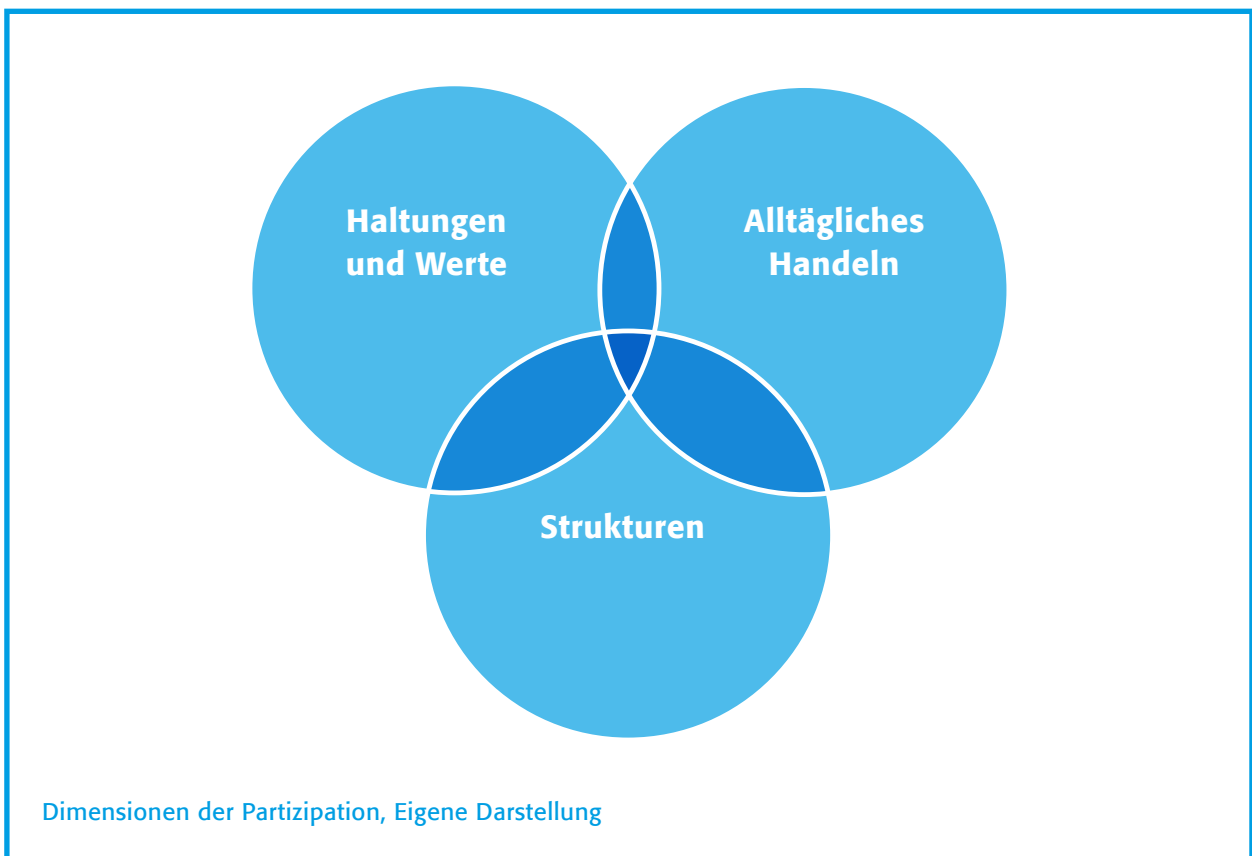 Haltungen
und Werte
Alltägliches
Handeln
Strukturen
Dimensionen der Partizipation, Eigene Darstellung